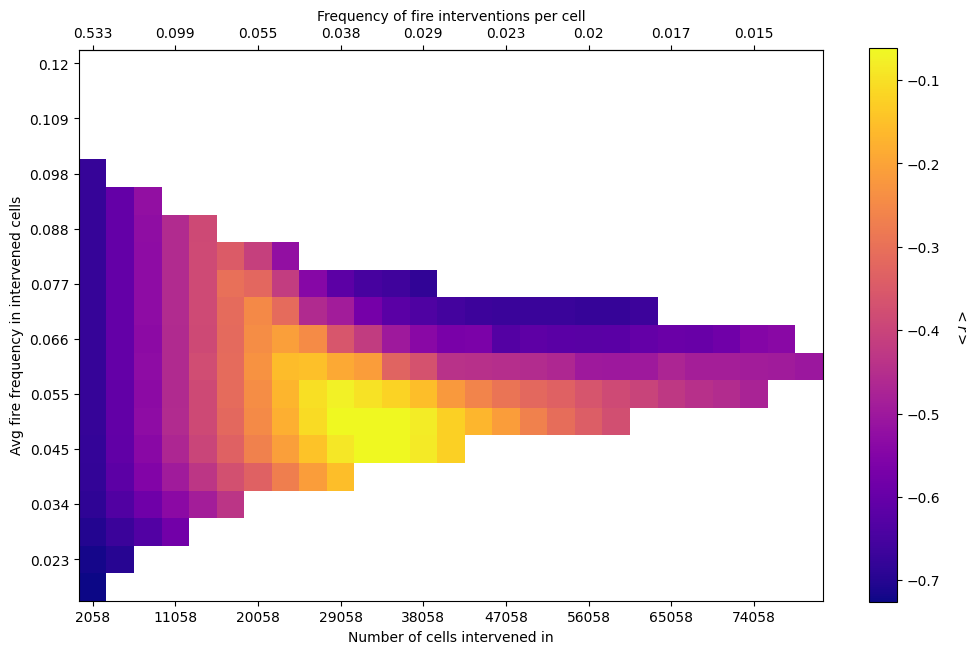 Frequency of fire interventions per cell
0.533 0.099 0.055 0.038 0.029 0.023 0.02 0.017 0.015
Avg fire frequency in intervened cells
0.12
0.109
0.098
0.088
0.077
0.066
0.055
0.045
0.034
0.023
2058 11058 20058 29058 38058 47058 56058 65058 74058
Number of cells intervened in
−0.1
−0.2
−0.3
−0.4
−0.5
−0.6
−0.7
< r >